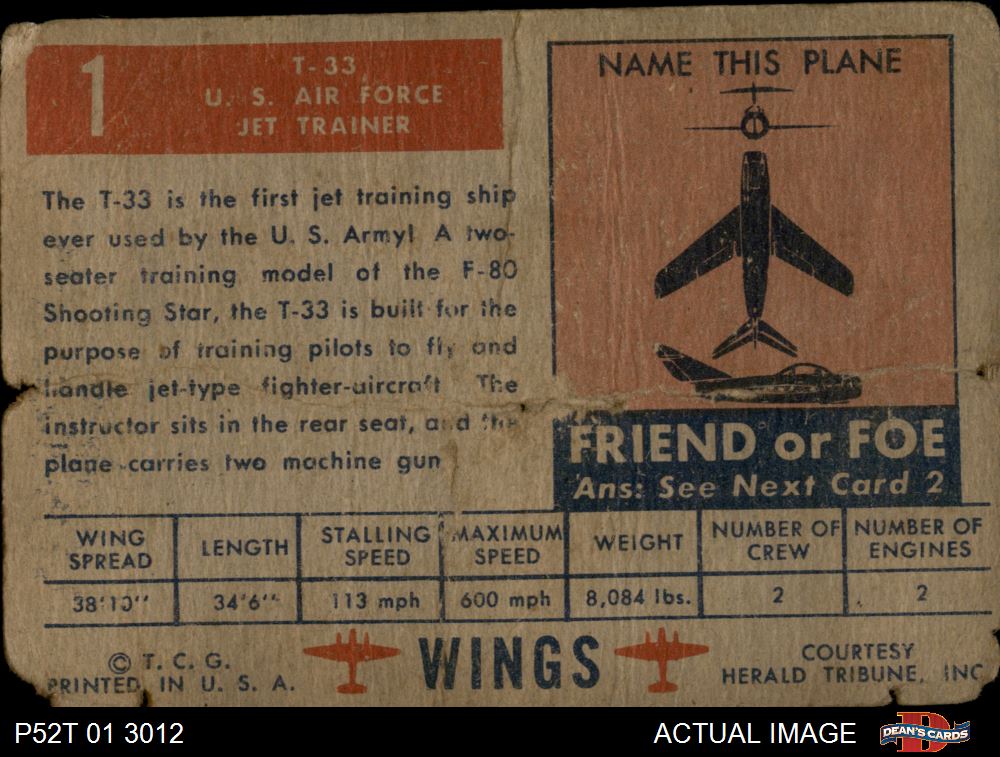 1
T-33
U. S. AIR FORCE
JET TRAINER
The T-33 is the first jet training ship
ever used by the U. S. Army! A two-
seater training model of the F-80
Shooting Star, the T-33 is built for the
purpose of training pilots to fly and
handle jet-type fighter-aircraft The
instructor sits in the rear seat, and the
plane carries two machine gun
NAME THIS PLANE
FRIEND or FOE
Ans: See Next Card 2
WING SPREAD
LENGTH
STALLING SPEED
MAXIMUM SPEED
WEIGHT
NUMBER OF CREW
NUMBER OF ENGINES
38'10"
34'6"
113 mph
600 mph
8,084 lbs.
2
2
© T. C. G.
PRINTED IN U. S. A.
WINGS
COURTESY
HERALD TRIBUNE, INC
P52T 01 3012
ACTUAL IMAGE
D
DEAN'S CARDS